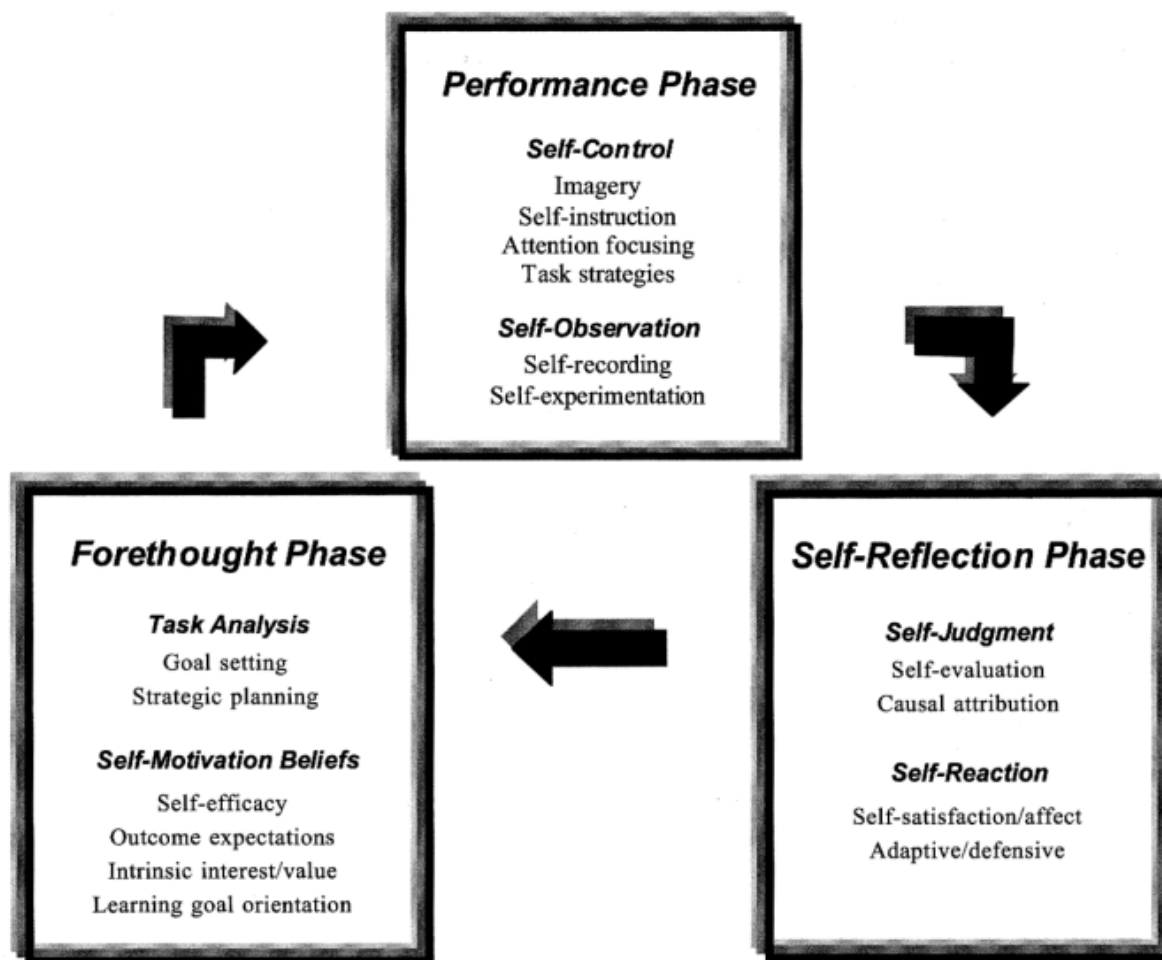 Performance Phase
Self-Control
Imagery
Self-instruction
Attention focusing
Task strategies
Self-Observation
Self-recording
Self-experimentation
Forethought Phase
Task Analysis
Goal setting
Strategic planning
Self-Motivation Beliefs
Self-efficacy
Outcome expectations
Intrinsic interest/value
Learning goal orientation
Self-Reflection Phase
Self-Judgment
Self-evaluation
Causal attribution
Self-Reaction
Self-satisfaction/affect
Adaptive/defensive